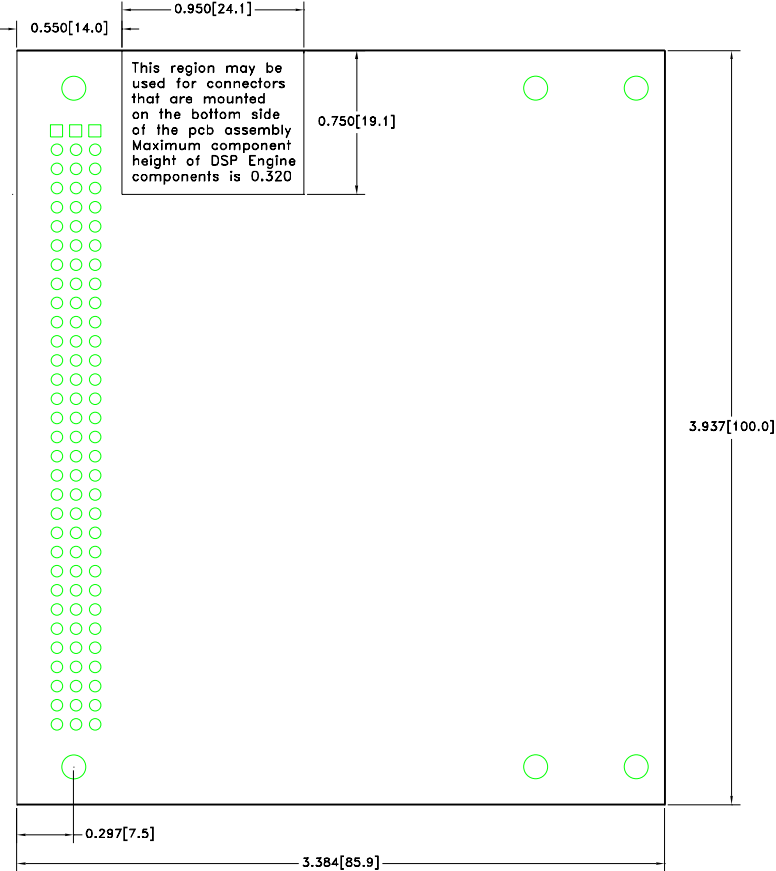 0.950[24.1]
0.550[14.0]
This region may be
used for connectors
that are mounted
on the bottom side
of the pcb assembly
Maximum component
height of DSP Engine
components is 0.320
0.750[19.1]
3.937[100.0]
0.297[7.5]
3.384[85.9]